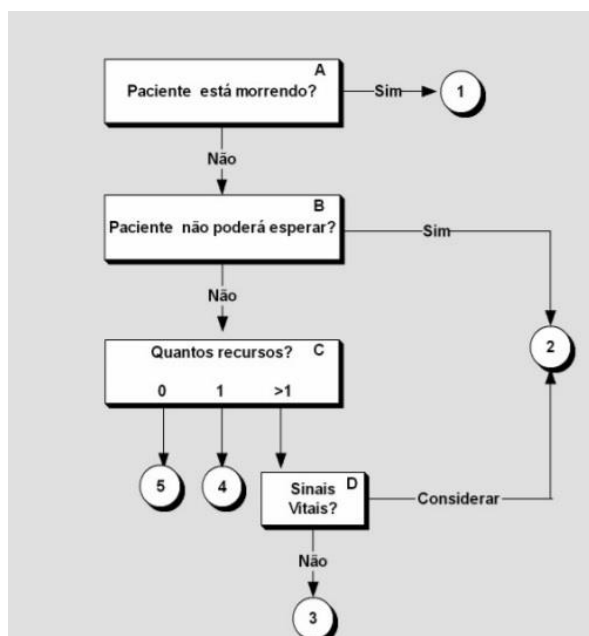 A
Paciente está morrendo?
Sim
1
Não
B
Paciente não poderá esperar?
Sim
Não
2
Quantos recursos? C
0 1 >1
5
4
Sinais D
Vitais?
Considerar
Não
3